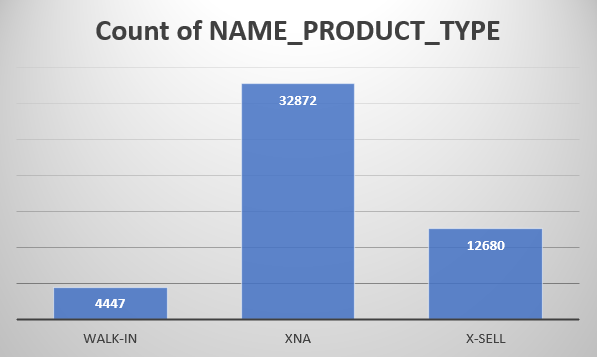 Count of NAME_PRODUCT_TYPE
32872
12680
4447
WALK-IN
XNA
X-SELL